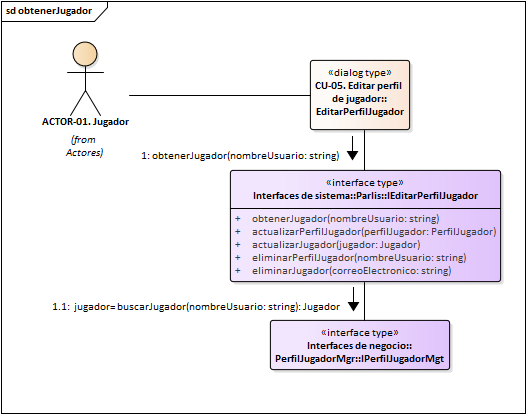 sd obtenerJugador
ACTOR-01. Jugador
(from
Actores)
«dialog type»
CU-05. Editar perfil
de jugador::
EditarPerfilJugador
1: obtenerJugador(nombreUsuario: string)
«interface type»
Interfaces de sistema::Parlis::IEditarPerfilJugador
+ obtenerJugador(nombreUsuario: string)
+ actualizarPerfilJugador(perfilJugador: PerfilJugador)
+ actualizarJugador(jugador: Jugador)
+ eliminarPerfilJugador(nombreUsuario: string)
+ eliminarJugador(correoElectronico: string)
1.1: jugador= buscarJugador(nombreUsuario: string): Jugador
«interface type»
Interfaces de negocio::
PerfilJugadorMgr::IPerfilJugadorMgt